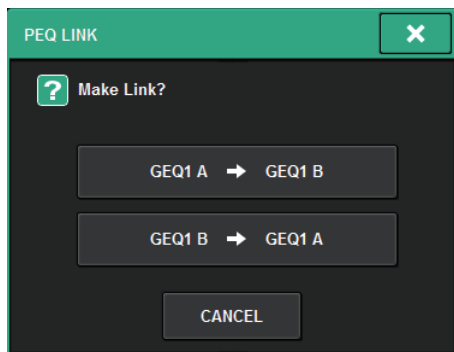 PEQ LINK
Make Link?
GEQ1 A → GEQ1 B
GEQ1 B → GEQ1 A
CANCEL